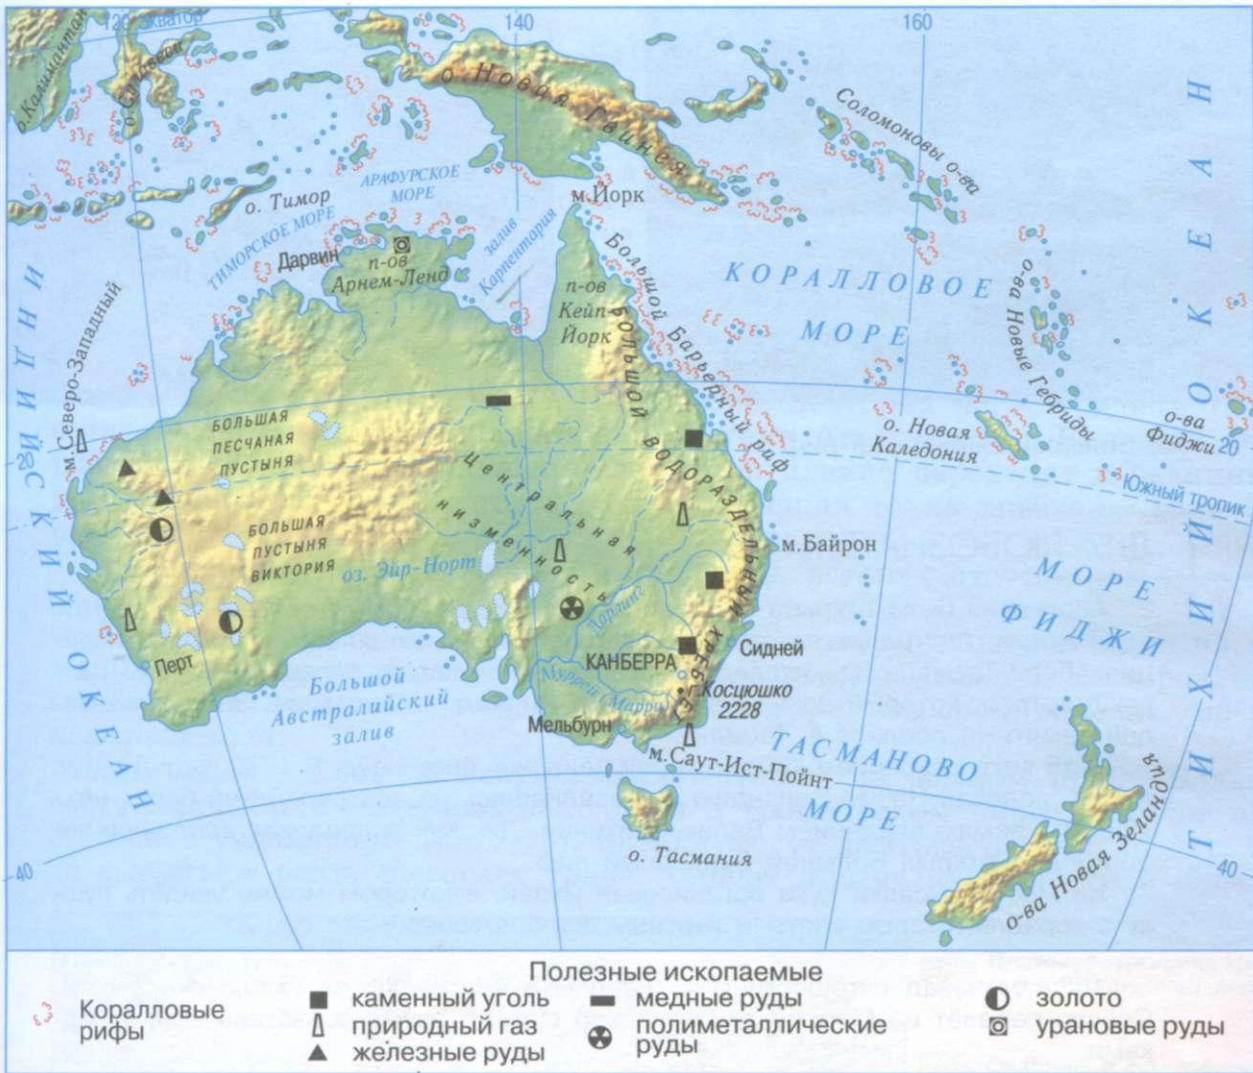 120 Экватор
140
160
о.Калимантан
о.Сулавеси
о. Новая Гвинея
Соломоновы о-ва
АРАФУРСКОЕ
МОРЕ
о. Тимор
м.Йорк
ТИМОРСКОЕ МОРЕ
залив
Карпентария
Дарвин
п-ов
Арнем-Ленд
п-ов
Кейп-
Йорк
Большой Барьерный риф
КОРАЛЛОВОЕ
МОРЕ
о-ва Новые Гебриды
о-ва
Фиджи
20
о. Новая
Каледония
Южный тропик
м.Северо-Западный
20
ИНДИЙСКИЙ ОКЕАН
ТИХИЙ ОКЕАН
БОЛЬШАЯ
ПЕСЧАНАЯ
ПУСТЫНЯ
БОЛЬШАЯ
ПУСТЫНЯ
ВИКТОРИЯ
Центральная
низменность
БОЛЬШОЙ ВОДОРАЗДЕЛЬНЫЙ ХРЕБЕТ
оз. Эйр-Норт
м.Байрон
МОРЕ
ФИДЖИ
Дарлинг
Перт
КАНБЕРРА
Сидней
Муррей (Марри)
г.Косцюшко
2228
Большой
Австралийский
залив
Мельбурн
м.Саут-Ист-Пойнт
ТАСМАНОВО
МОРЕ
о. Тасмания
о-ва Новая Зеландия
40
40
Полезные ископаемые
Коралловые
рифы
каменный уголь
природный газ
железные руды
медные руды
полиметаллические
руды
золото
урановые руды